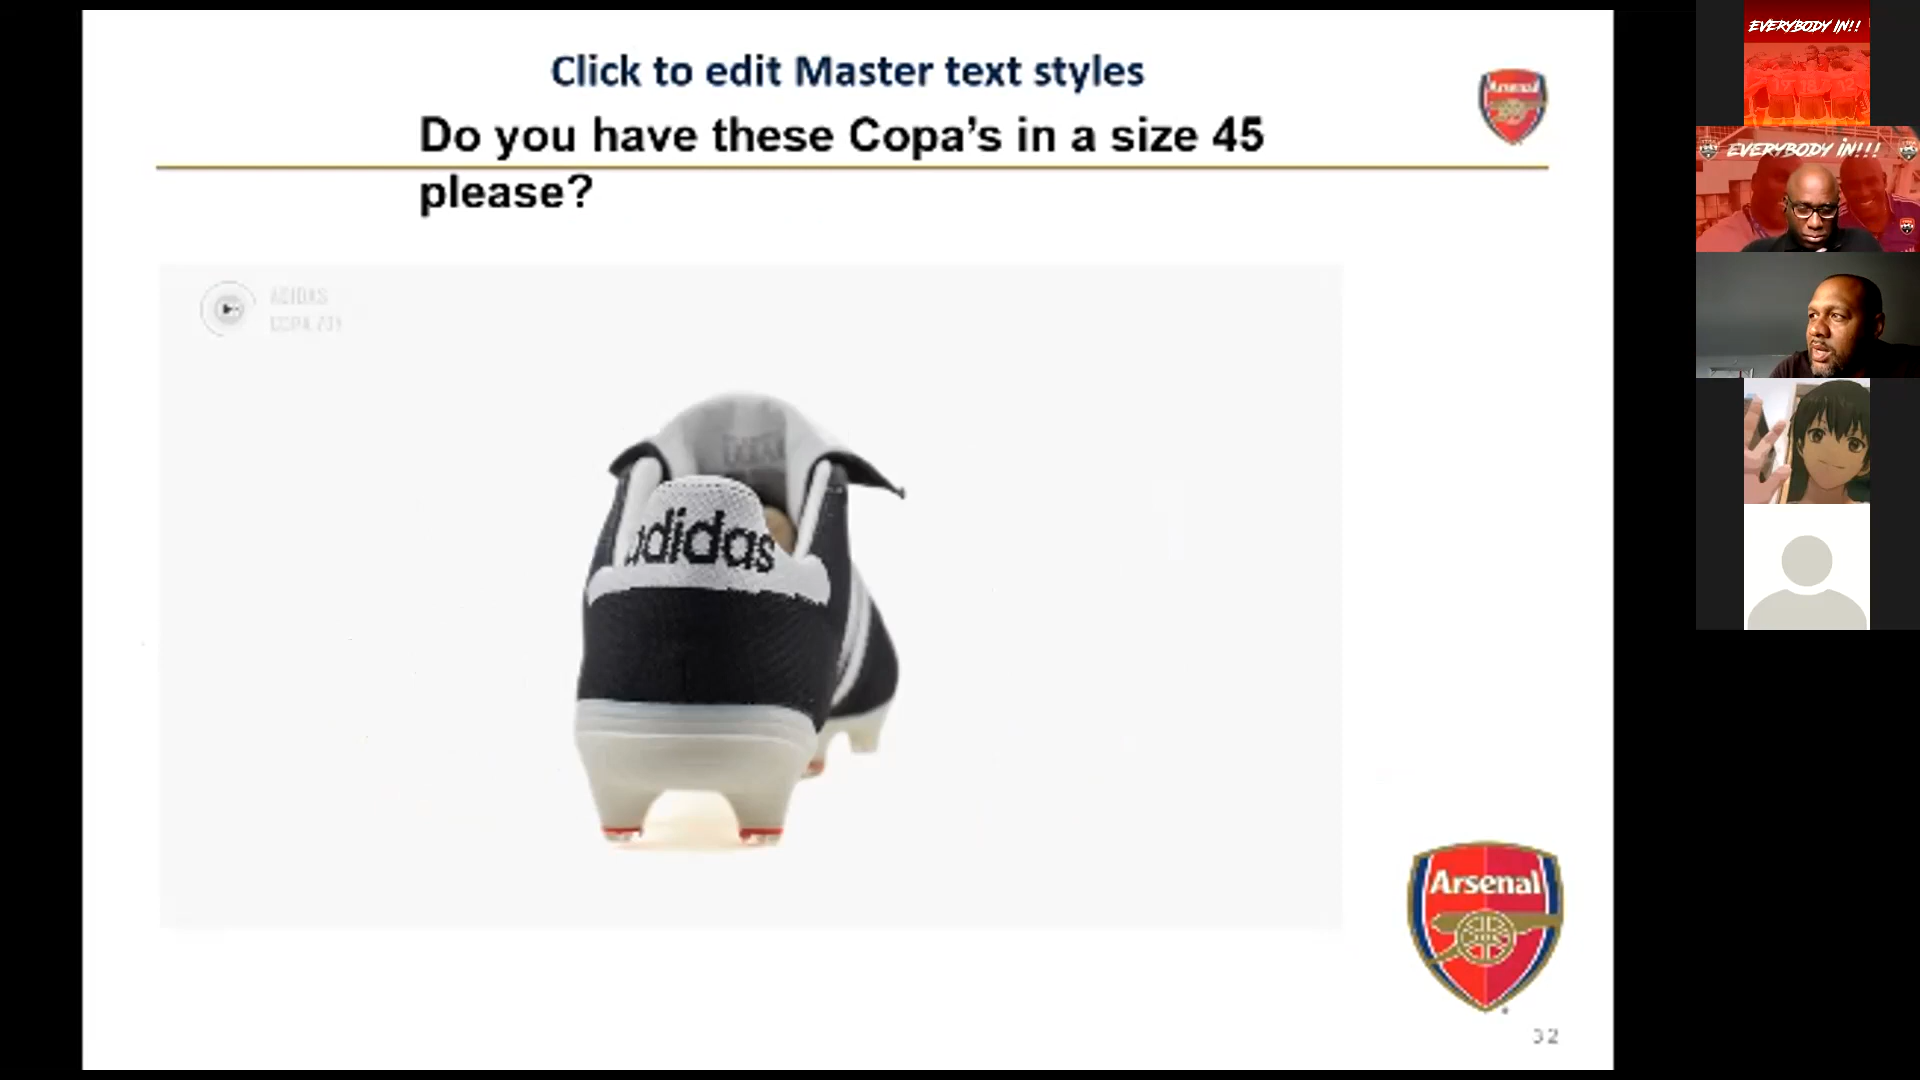 Click to edit Master text styles
Arsenal
Do you have these Copa's in a size 45
please?
ADIDAS
adidas
Arsenal
32
EVERYBODY IN!!
EVERYBODY IN!!!